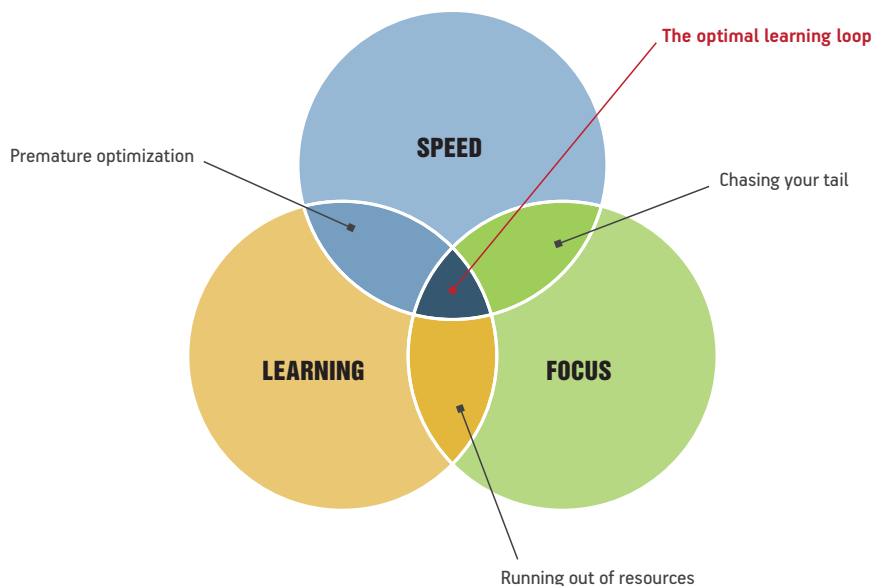 The optimal learning loop
SPEED
Premature optimization
Chasing your tail
LEARNING
FOCUS
Running out of resources